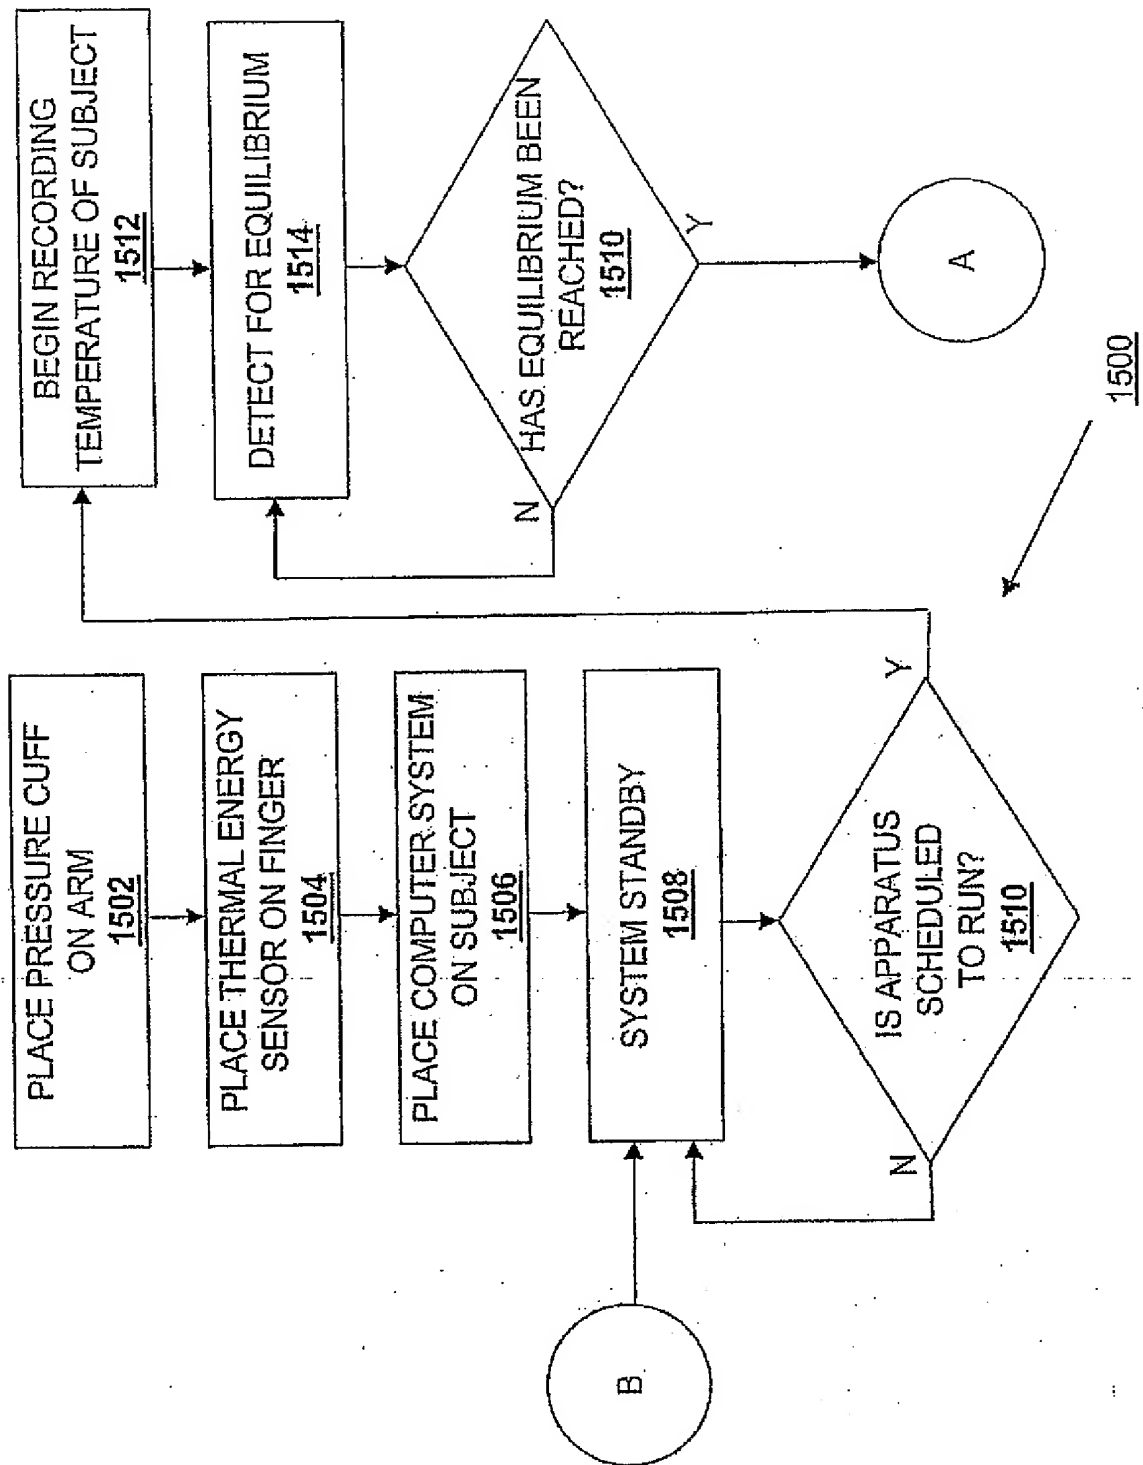 PLACE PRESSURE CUFF
ON ARM
1502
PLACE THERMAL ENERGY
SENSOR ON FINGER
1504
PLACE COMPUTER SYSTEM
ON SUBJECT
1506
B
SYSTEM STANDBY
1508
IS APPARATUS
SCHEDULED
TO RUN?
1510
N
Y
BEGIN RECORDING
TEMPERATURE OF SUBJECT
1512
DETECT FOR EQUILIBRIUM
1514
HAS EQUILIBRIUM BEEN
REACHED?
1510
N
Y
A
1500